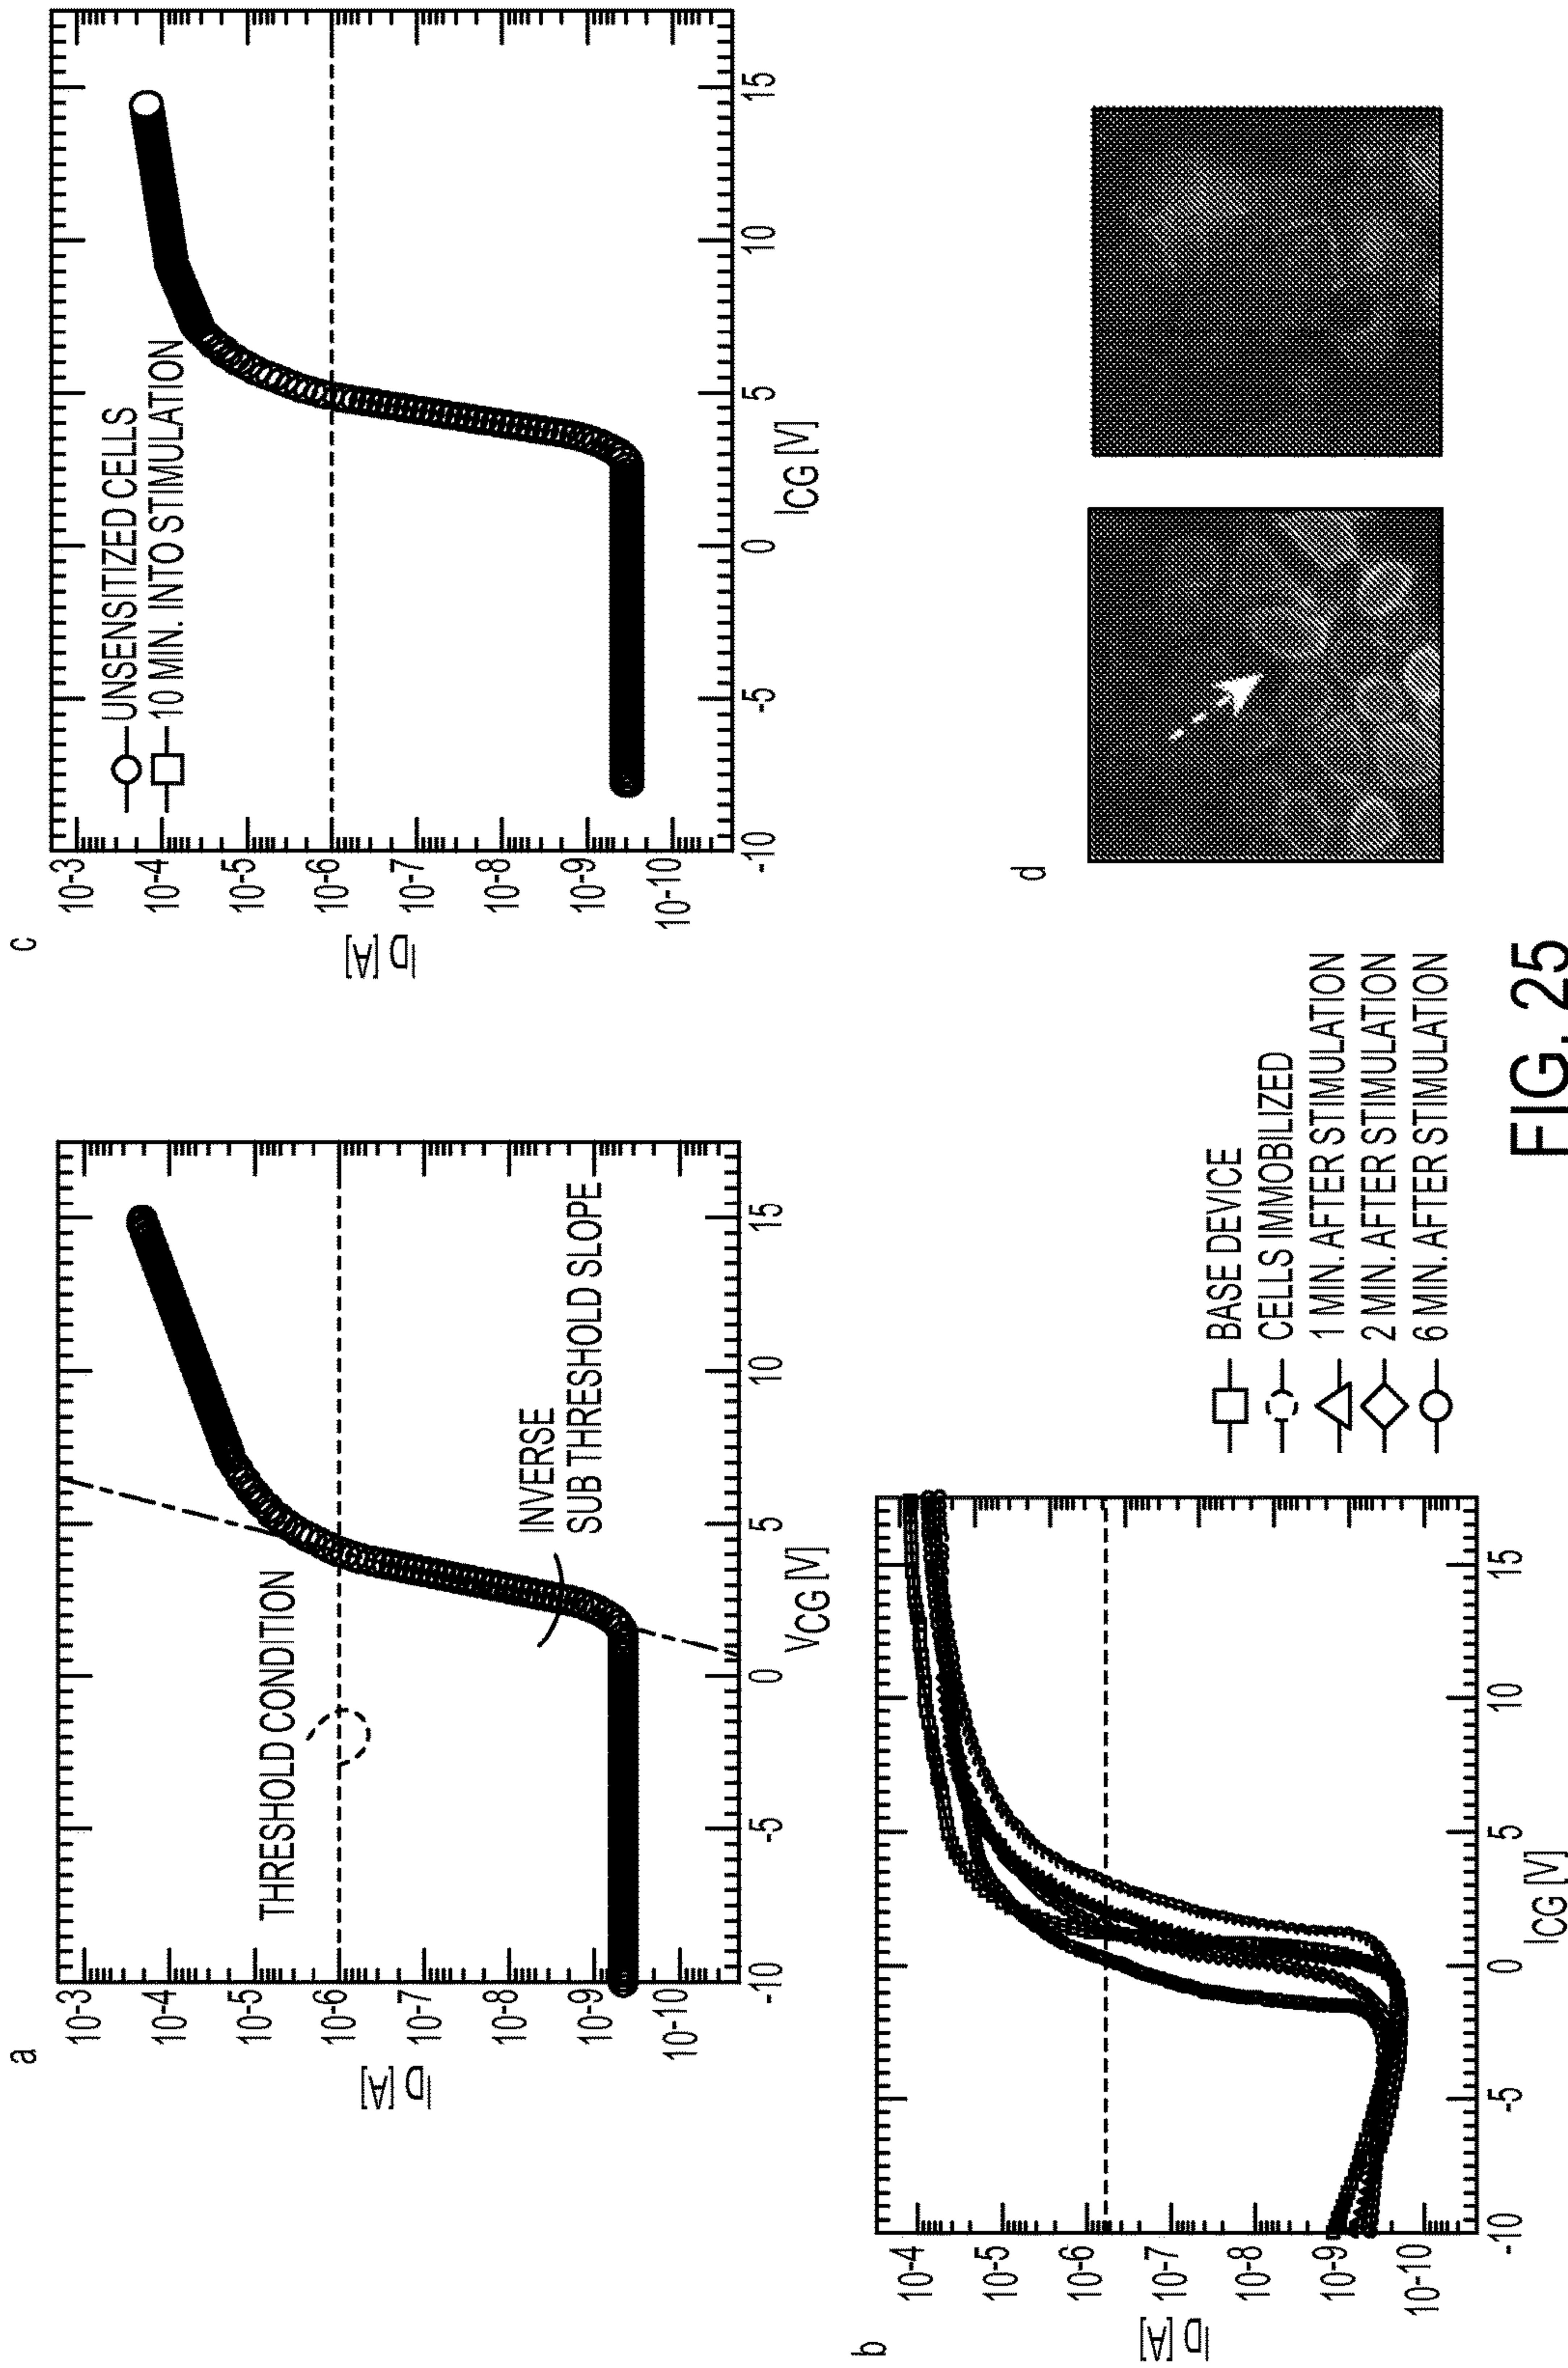 a
10-3
10-4
10-5
10-6
10-7
10-8
10-9
10-10
ID [A]
THRESHOLD CONDITION
INVERSE
SUB THRESHOLD SLOPE
-10
-5
0
5
10
15
VCG [V]
c
10-3
10-4
10-5
10-6
10-7
10-8
10-9
10-10
ID [A]
UNSENSITIZED CELLS
10 MIN. INTO STIMULATION
-10
-5
0
5
10
15
ICG [V]
b
10-4
10-5
10-6
10-7
10-8
10-9
10-10
ID [A]
-10
-5
0
5
10
15
ICG [V]
BASE DEVICE
CELLS IMMOBILIZED
1 MIN. AFTER STIMULATION
2 MIN. AFTER STIMULATION
6 MIN. AFTER STIMULATION
d
FIG. 25